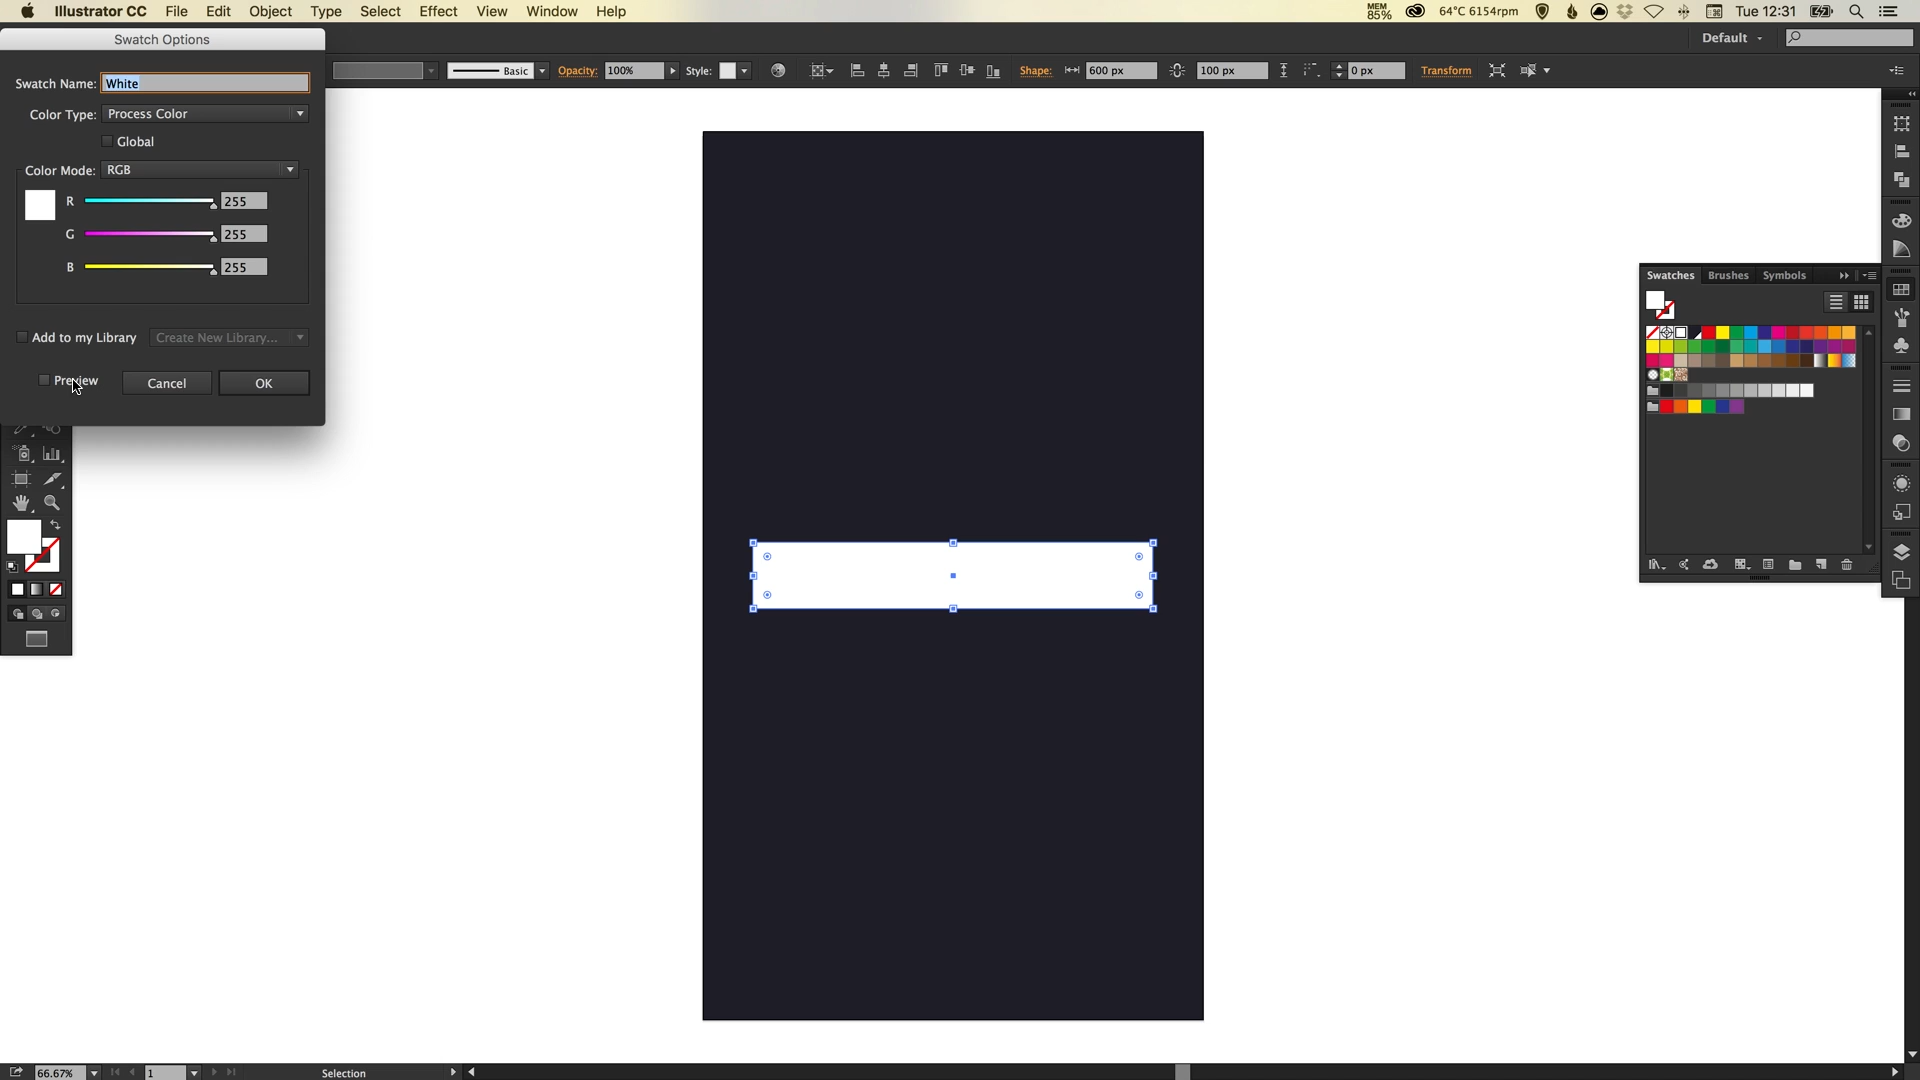 Illustrator CC File Edit Object Type Select Effect View Window Help MEM 85% 64°C 6154rpm Tue 12:31
Swatch Options
Default
Basic Opacity: 100% Style: Shape: 600 px 100 px 0 px Transform
Swatch Name: White
Color Type: Process Color
Global
Color Mode: RGB
R 255
G 255
B 255
Add to my Library Create New Library...
Preview Cancel OK
Swatches Brushes Symbols
66.67% 1 Selection